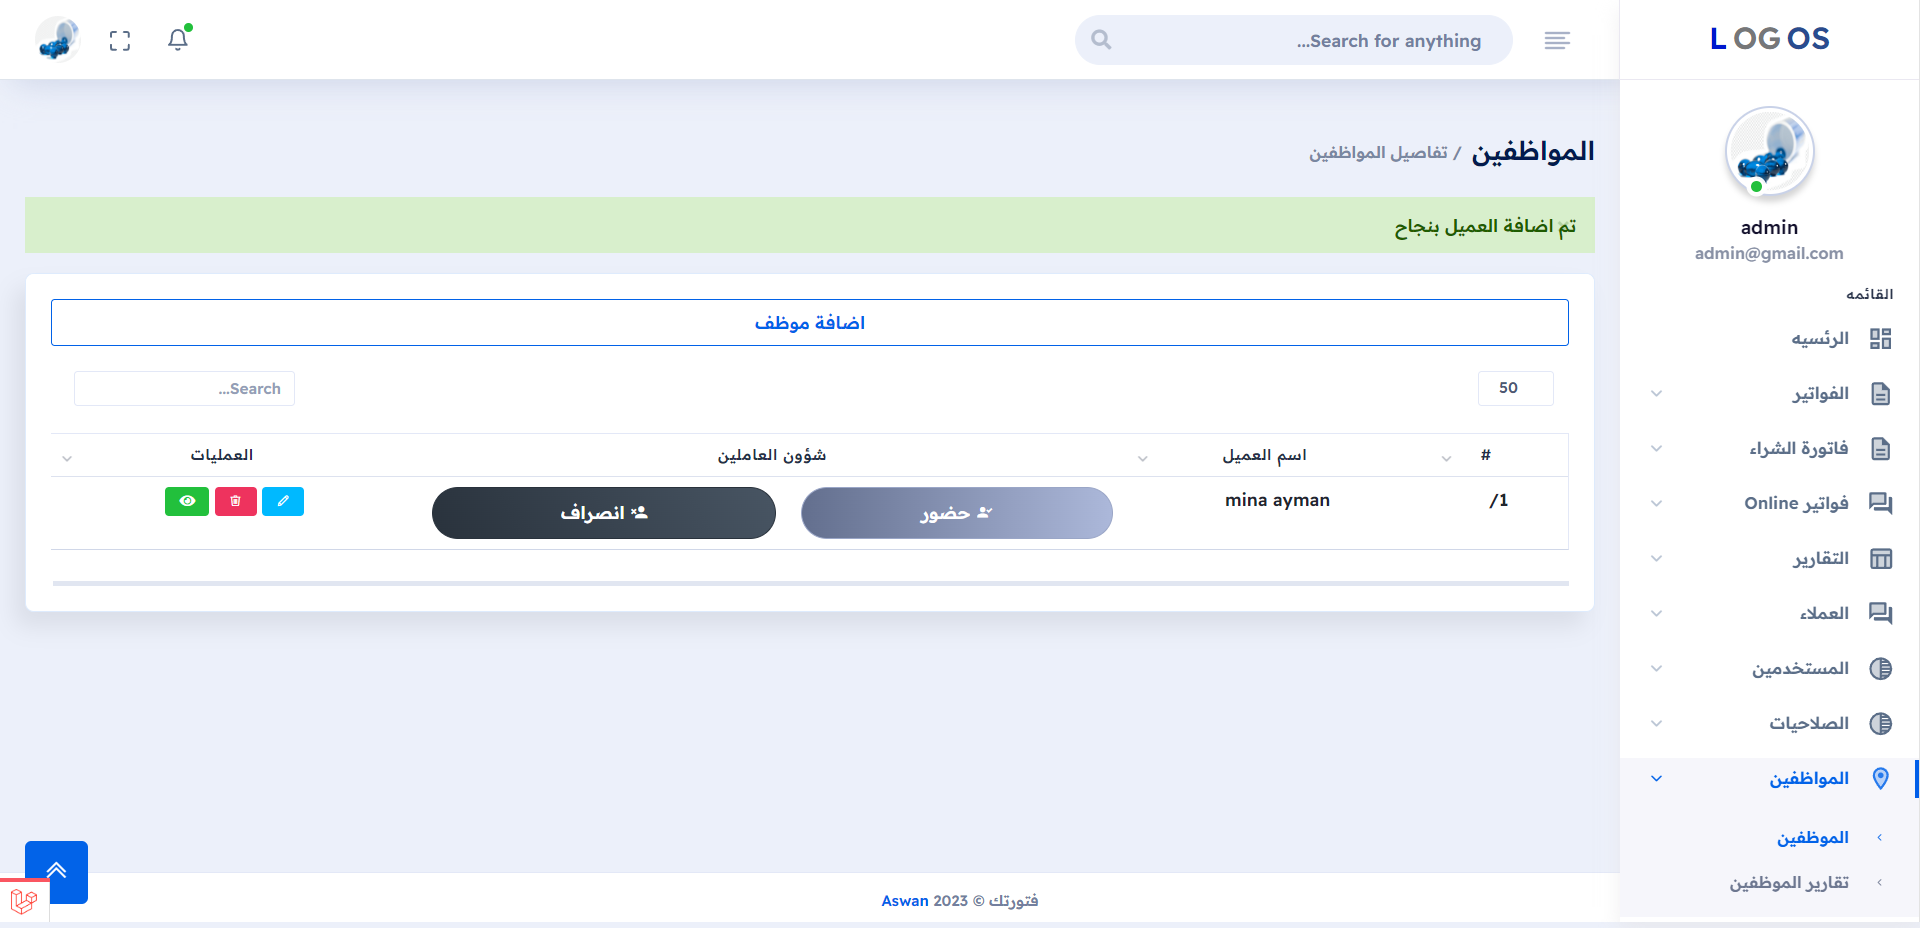 LOGOS
Search for anything...
admin
admin@gmail.com
القائمه
الرئسيه
الفواتير
فاتورة الشراء
فواتير Online
التقارير
العملاء
المستخدمين
الصلاحيات
المواظفين
الموظفين
تقارير الموظفين
المواظفين / تفاصيل المواظفين
تم اضافة العميل بنجاح
اضافة موظف
50
Search...
# اسم العميل شؤون العاملين العمليات
1/ mina ayman حضور انصراف
فتورتك © 2023 Aswan